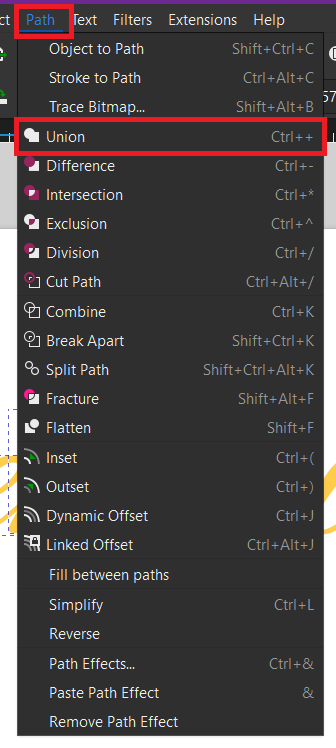 Path Text Filters Extensions Help
Object to Path Shift+Ctrl+C
Stroke to Path Ctrl+Alt+C
Trace Bitmap... Shift+Alt+B
Union Ctrl++
Difference Ctrl+-
Intersection Ctrl+*
Exclusion Ctrl+^
Division Ctrl+/
Cut Path Ctrl+Alt+/
Combine Ctrl+K
Break Apart Shift+Ctrl+K
Split Path Shift+Ctrl+Alt+K
Fracture Shift+Alt+F
Flatten Shift+F
Inset Ctrl+(
Outset Ctrl+)
Dynamic Offset Ctrl+J
Linked Offset Ctrl+Alt+J
Fill between paths
Simplify Ctrl+L
Reverse
Path Effects... Ctrl+&
Paste Path Effect &
Remove Path Effect